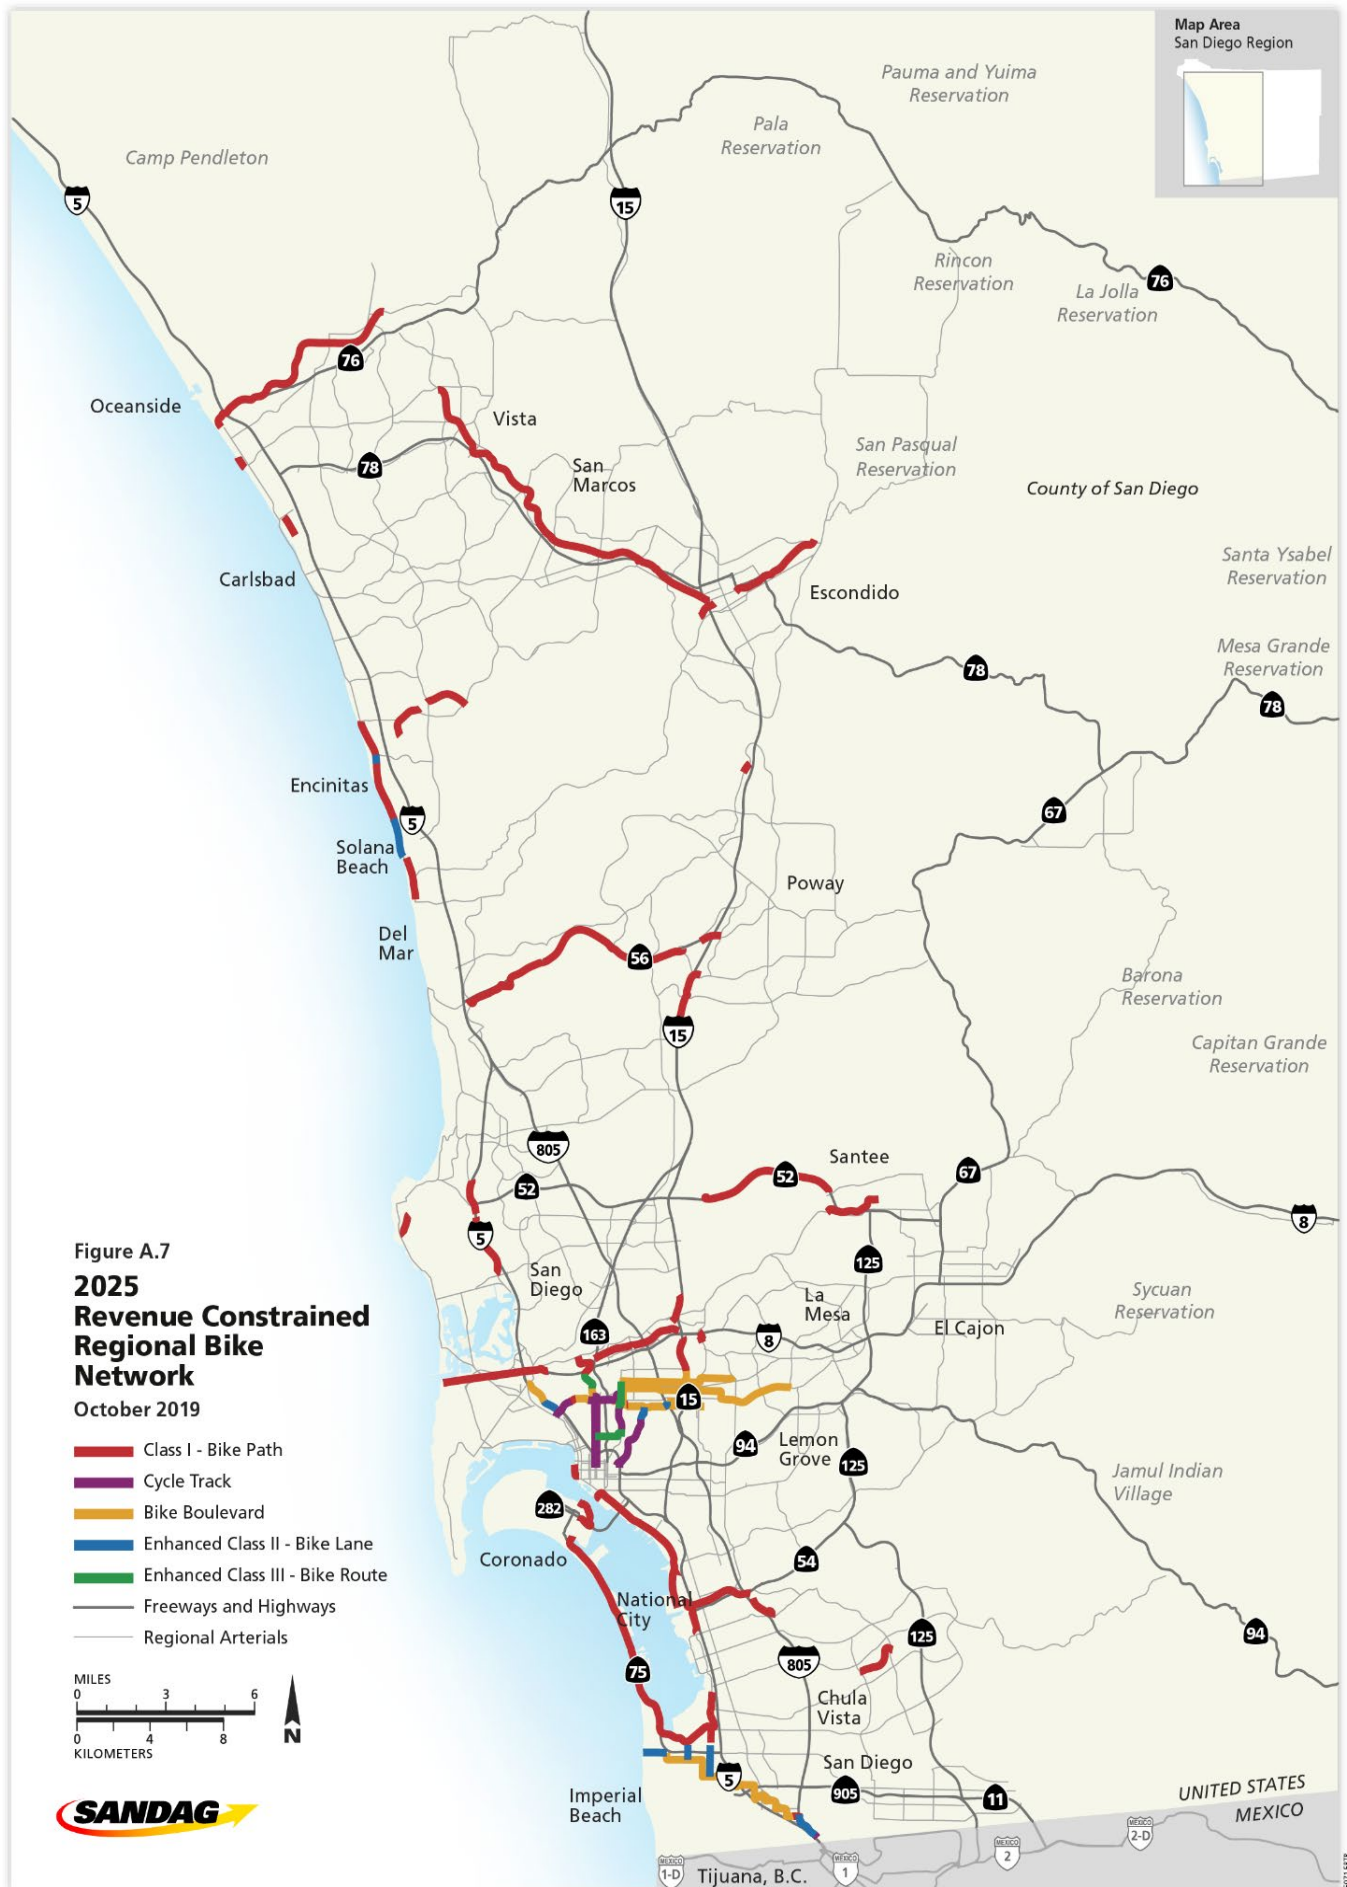 Map Area
San Diego Region
Pauma and Yuima
Reservation
Pala
Reservation
Camp Pendleton
5
15
Rincon
Reservation
La Jolla
Reservation
76
76
Oceanside
Vista
78
San
Marcos
San Pasqual
Reservation
County of San Diego
Santa Ysabel
Reservation
Carlsbad
Escondido
Mesa Grande
Reservation
78
78
Encinitas
5
67
Solana
Beach
Poway
Del
Mar
56
Barona
Reservation
15
Capitan Grande
Reservation
805
Santee
52
52
67
5
8
125
San
Diego
La
Mesa
Sycuan
Reservation
163
8
El Cajon
15
94
Lemon
Grove
125
Jamul Indian
Village
282
Coronado
54
National
City
125
94
75
805
Chula
Vista
San Diego
5
905
11
Imperial
Beach
UNITED STATES
MEXICO
MEXICO
1-D
Tijuana, B.C.
MEXICO
1
MEXICO
2
MEXICO
2-D
Figure A.7
2025
Revenue Constrained
Regional Bike
Network
October 2019
Class I - Bike Path
Cycle Track
Bike Boulevard
Enhanced Class II - Bike Lane
Enhanced Class III - Bike Route
Freeways and Highways
Regional Arterials
MILES
0 3 6
0 4 8
KILOMETERS
N
SANDAG